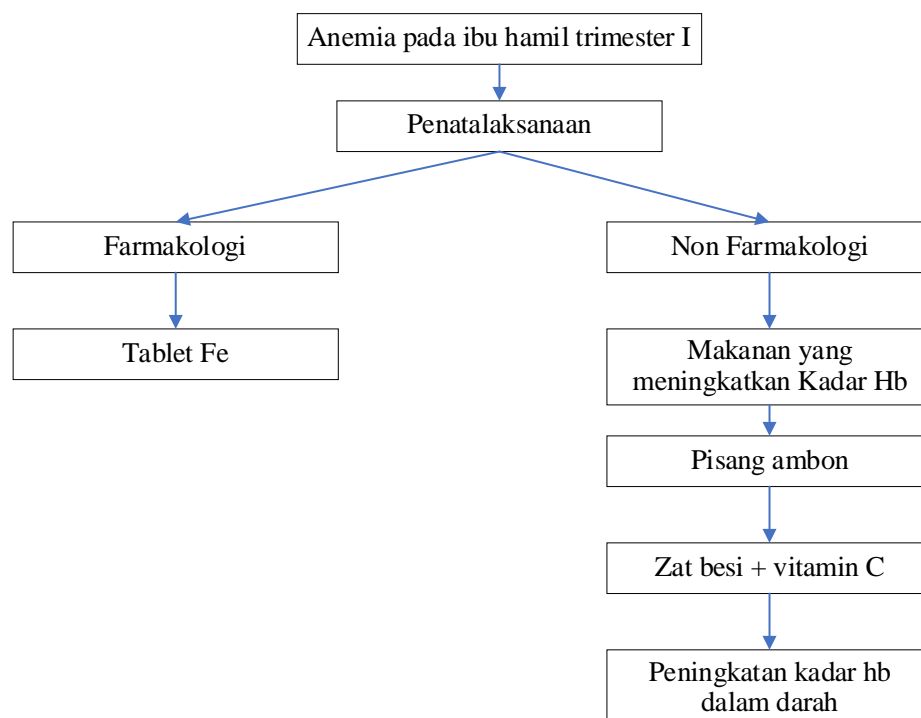 Anemia pada ibu hamil trimester I
Penatalaksanaan
Farmakologi
Non Farmakologi
Tablet Fe
Makanan yang
meningkatkan Kadar Hb
Pisang ambon
Zat besi + vitamin C
Peningkatan kadar hb
dalam darah